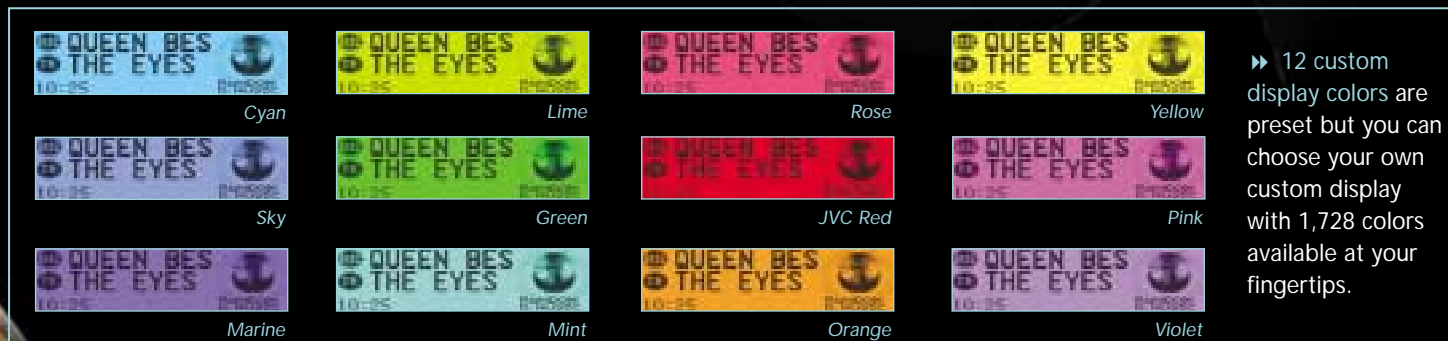 QUEEN BES
THE EYES
10:25
Cyan
QUEEN BES
THE EYES
10:25
Lime
QUEEN BES
THE EYES
10:25
Rose
QUEEN BES
THE EYES
10:25
Yellow
QUEEN BES
THE EYES
10:25
Sky
QUEEN BES
THE EYES
10:25
Green
QUEEN BES
THE EYES
10:25
JVC Red
QUEEN BES
THE EYES
10:25
Pink
QUEEN BES
THE EYES
10:25
Marine
QUEEN BES
THE EYES
10:25
Mint
QUEEN BES
THE EYES
10:25
Orange
QUEEN BES
THE EYES
10:25
Violet
12 custom
display colors are
preset but you can
choose your own
custom display
with 1,728 colors
available at your
fingertips.